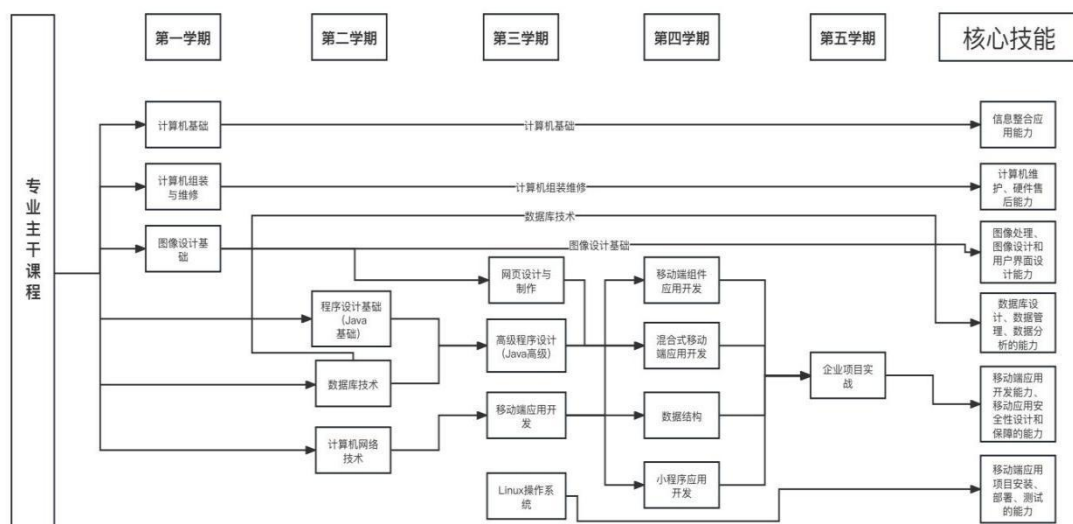 专业主干课程
第一学期
第二学期
第三学期
第四学期
第五学期
核心技能
计算机基础
计算机基础
信息整合应
用能力
计算机组装
与维修
计算机组装维修
计算机维
护、硬件售
后能力
数据库技术
图像设计基
础
图像设计基础
图像处理、
图像设计和
用户界面设
计能力
网页设计与
制作
移动端组件
应用开发
程序设计基础
（Java
基础）
高级程序设计
（Java高级）
混合式移动
端应用开发
数据库设
计、数据管
理、数据分
析的能力
数据库技术
企业项目实
战
移动端应用
开发能力、
移动应用安
全性设计和
保障的能力
移动端应用开
发
数据结构
计算机网络
技术
Linux操作系
统
小程序应用
开发
移动端应用
项目安装、
部署、测试
的能力